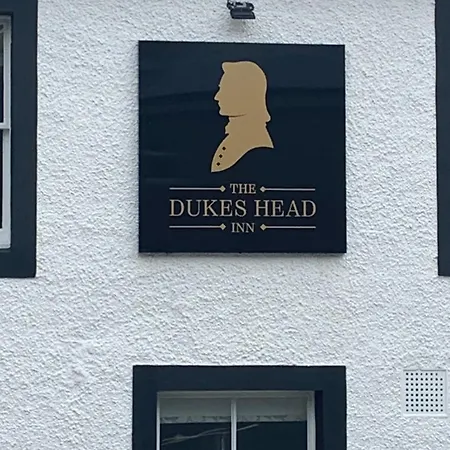 THE
DUKES HEAD
INN